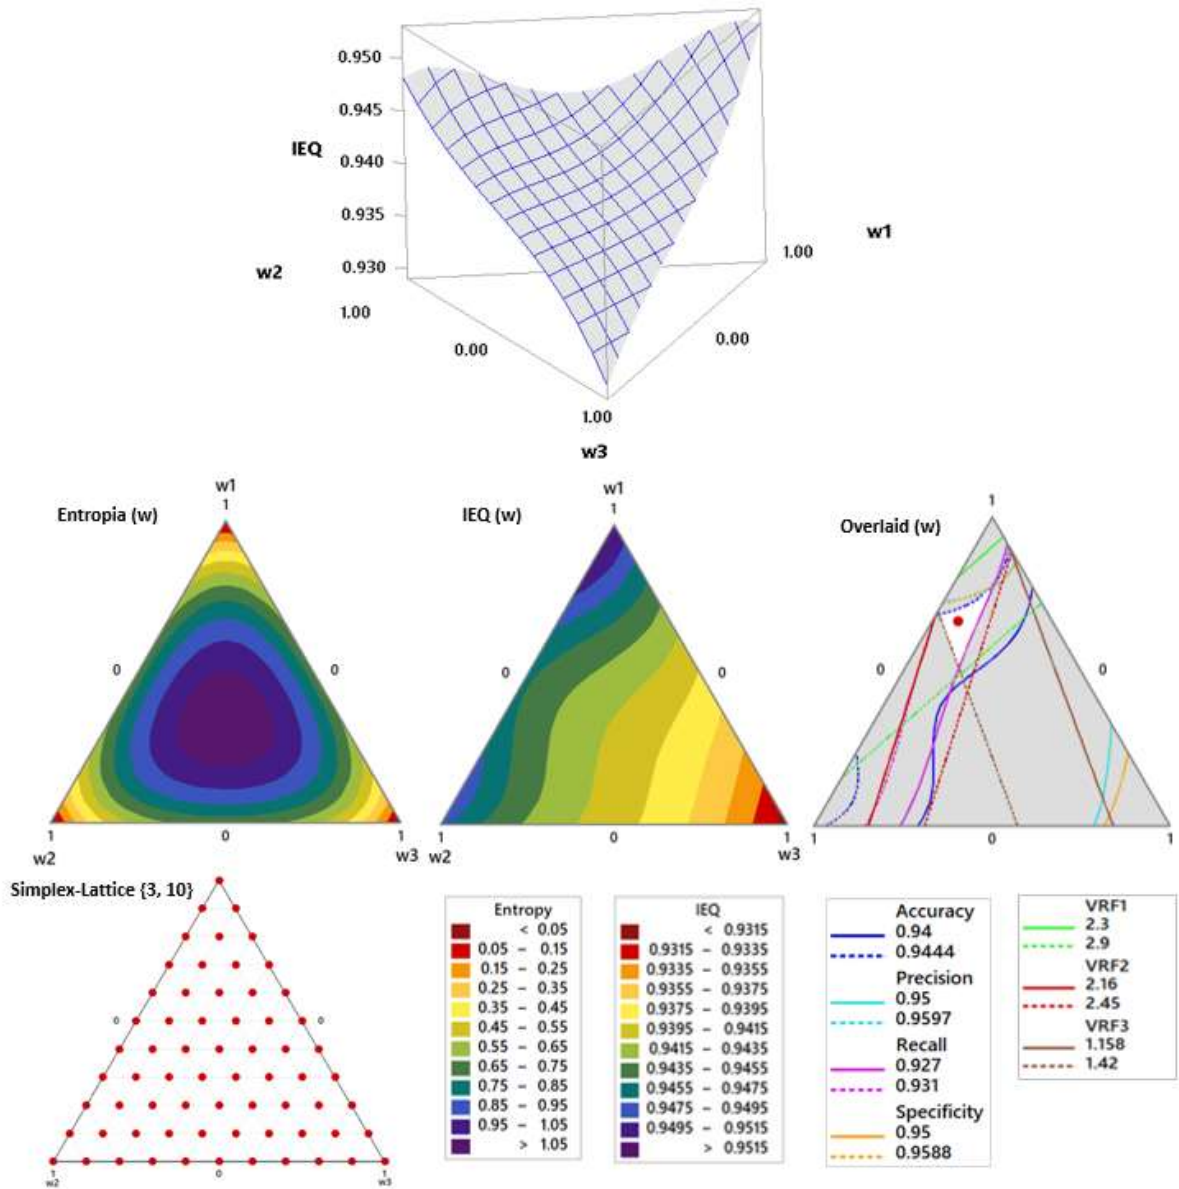 0.950
0.945
IEQ
0.940
0.935
w1
0.930
1.00
w2
1.00
0.00
0.00
1.00
w3
w1
1
Entropia (w)
0
0
1
0
1
w2
w3
w1
1
IEQ (w)
0
0
1
0
1
w2
w3
1
Overlaid (w)
0
0
1
0
1
Simplex-Lattice {3, 10}
0
0
1
0
1
w2
w3
Entropy
< 0.05
0.05 – 0.15
0.15 – 0.25
0.25 – 0.35
0.35 – 0.45
0.45 – 0.55
0.55 – 0.65
0.65 – 0.75
0.75 – 0.85
0.85 – 0.95
0.95 – 1.05
> 1.05
IEQ
< 0.9315
0.9315 – 0.9335
0.9335 – 0.9355
0.9355 – 0.9375
0.9375 – 0.9395
0.9395 – 0.9415
0.9415 – 0.9435
0.9435 – 0.9455
0.9455 – 0.9475
0.9475 – 0.9495
0.9495 – 0.9515
> 0.9515
Accuracy
0.94
0.9444
Precision
0.95
0.9597
Recall
0.927
0.931
Specificity
0.95
0.9588
VRF1
2.3
2.9
VRF2
2.16
2.45
VRF3
1.158
1.42